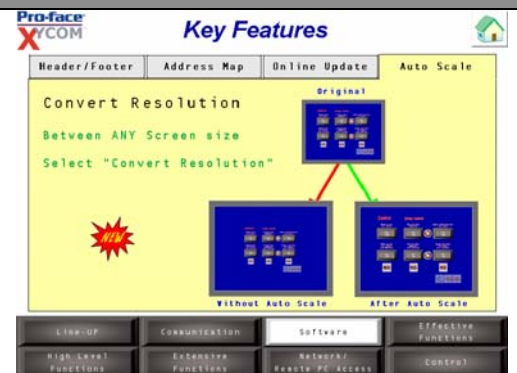 Pro-face
XYCOM
Key Features
Header/Footer
Address Map
Online Update
Auto Scale
Convert Resolution
Between ANY Screen size
Select "Convert Resolution"
NEW
Original
Without Auto Scale
After Auto Scale
Line-UP
Communication
Software
Effective
Functions
High Level
Functions
Extensive
Functions
Network/
Remote PC Access
Control